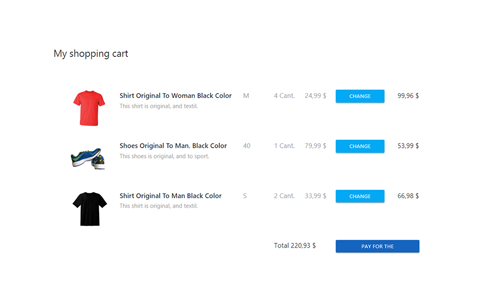 My shopping cart
Shirt Original To Woman Black Color M 4 Cant. 24,99 $ CHANGE 99,96 $
This shirt is original, and textil.
Shoes Original To Man. Black Color 40 1 Cant. 79,99 $ CHANGE 53,99 $
This shoes is original, and to sport.
Shirt Original To Man Black Color S 2 Cant. 33,99 $ CHANGE 66,98 $
This shirt is original, and textil.
Total 220,93 $ PAY FOR THE